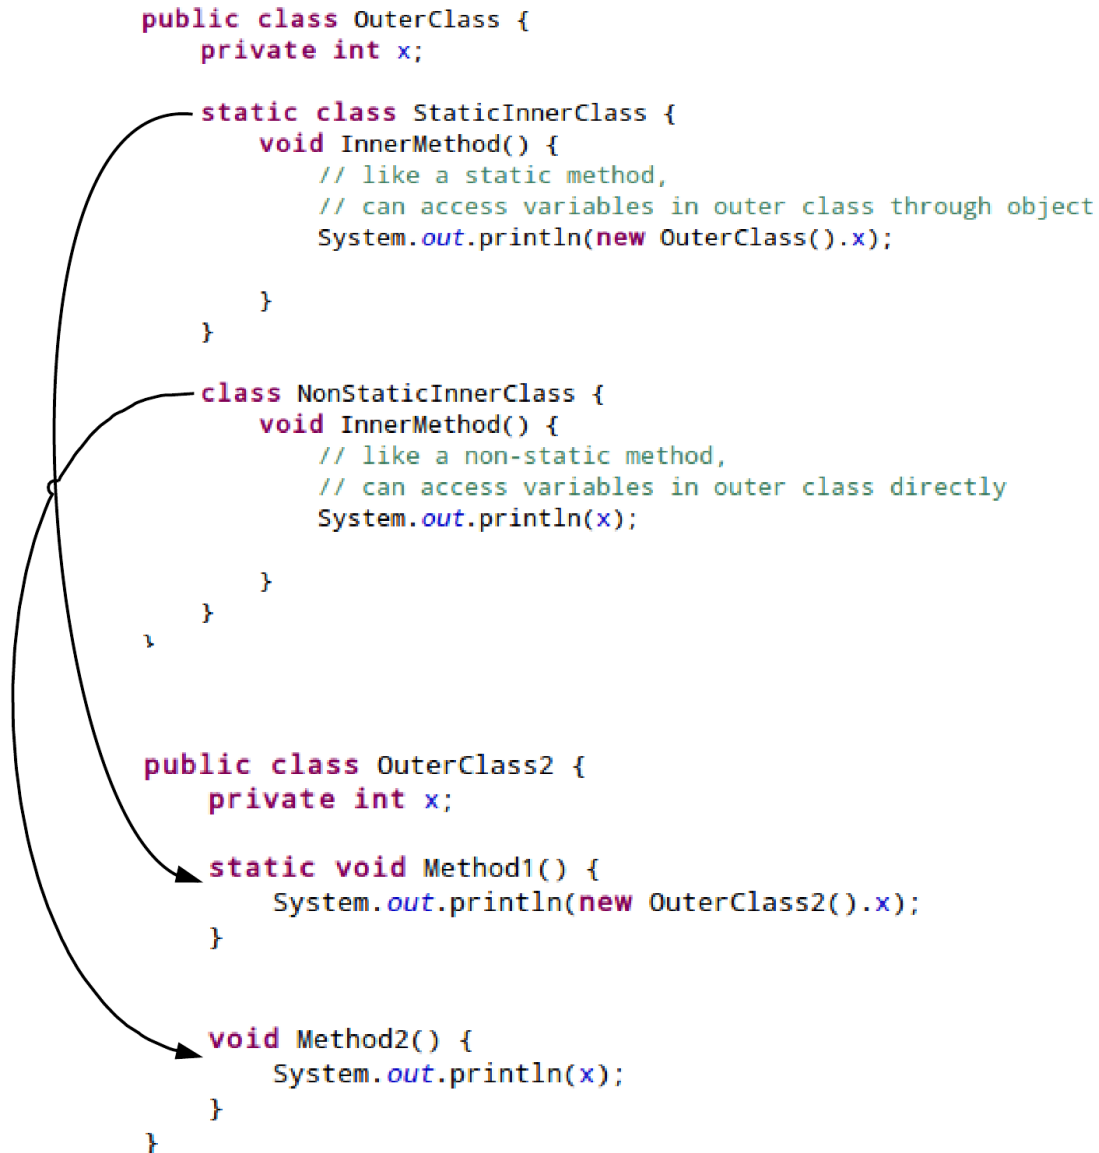 public class OuterClass {
private int x;
static class StaticInnerClass {
void InnerMethod() {
// like a static method,
// can access variables in outer class through object
System.out.println(new OuterClass().x);
}
}
class NonStaticInnerClass {
void InnerMethod() {
// like a non-static method,
// can access variables in outer class directly
System.out.println(x);
}
}
}
public class OuterClass2 {
private int x;
static void Method1() {
System.out.println(new OuterClass2().x);
}
void Method2() {
System.out.println(x);
}
}